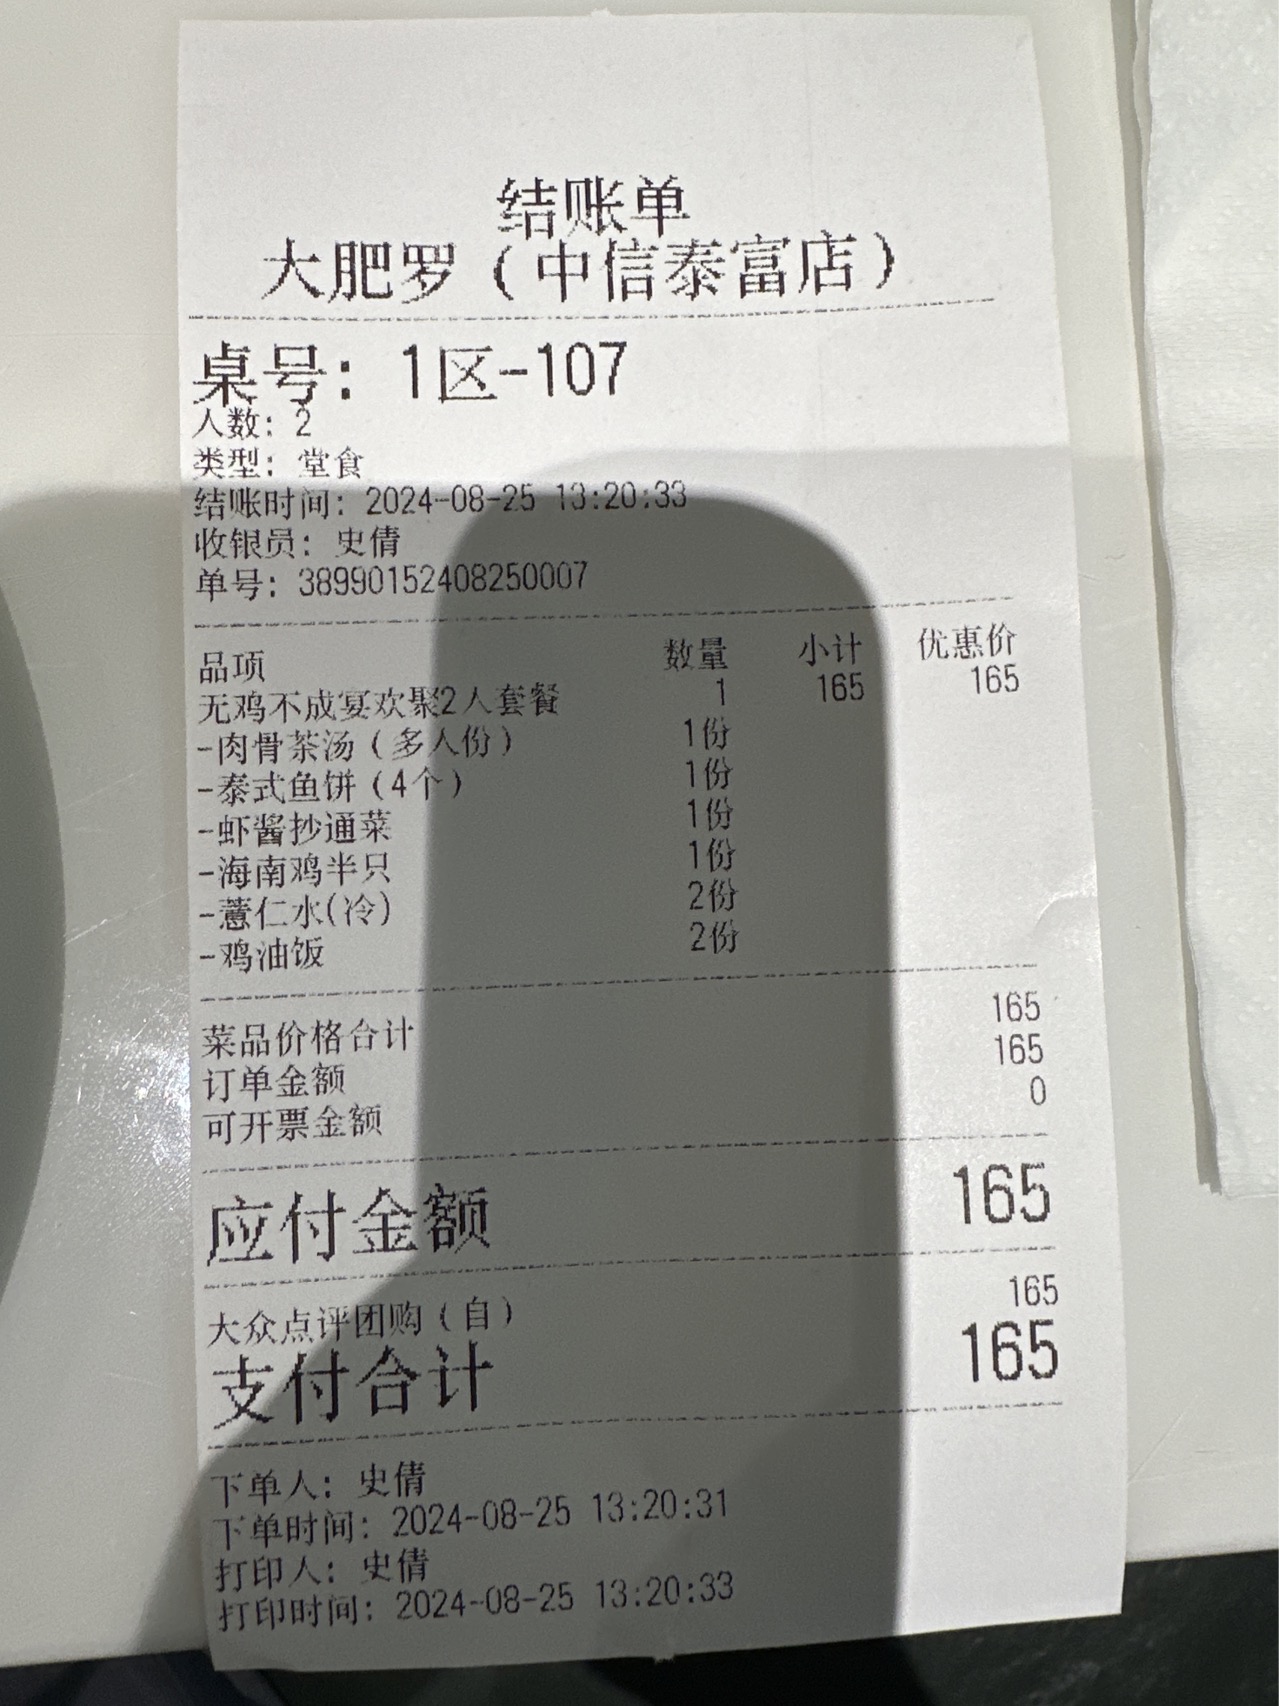 结账单
大肥罗（中信泰富店）
桌号: 1区-107
人数: 2
类型: 堂食
结账时间: 2024-08-25 13:20:33
收银员: 史倩
单号: 38990152408250007
品项 数量 小计 优惠价
无鸡不成宴欢聚2人套餐 1 165 165
-肉骨茶汤（多人份） 1份
-泰式鱼饼（4个） 1份
-虾酱抄通菜 1份
-海南鸡半只 1份
-薏仁水(冷) 2份
-鸡油饭 2份
菜品价格合计 165
订单金额 165
可开票金额 0
应付金额 165
大众点评团购（自） 165
支付合计 165
下单人: 史倩
下单时间: 2024-08-25 13:20:31
打印人: 史倩
打印时间: 2024-08-25 13:20:33